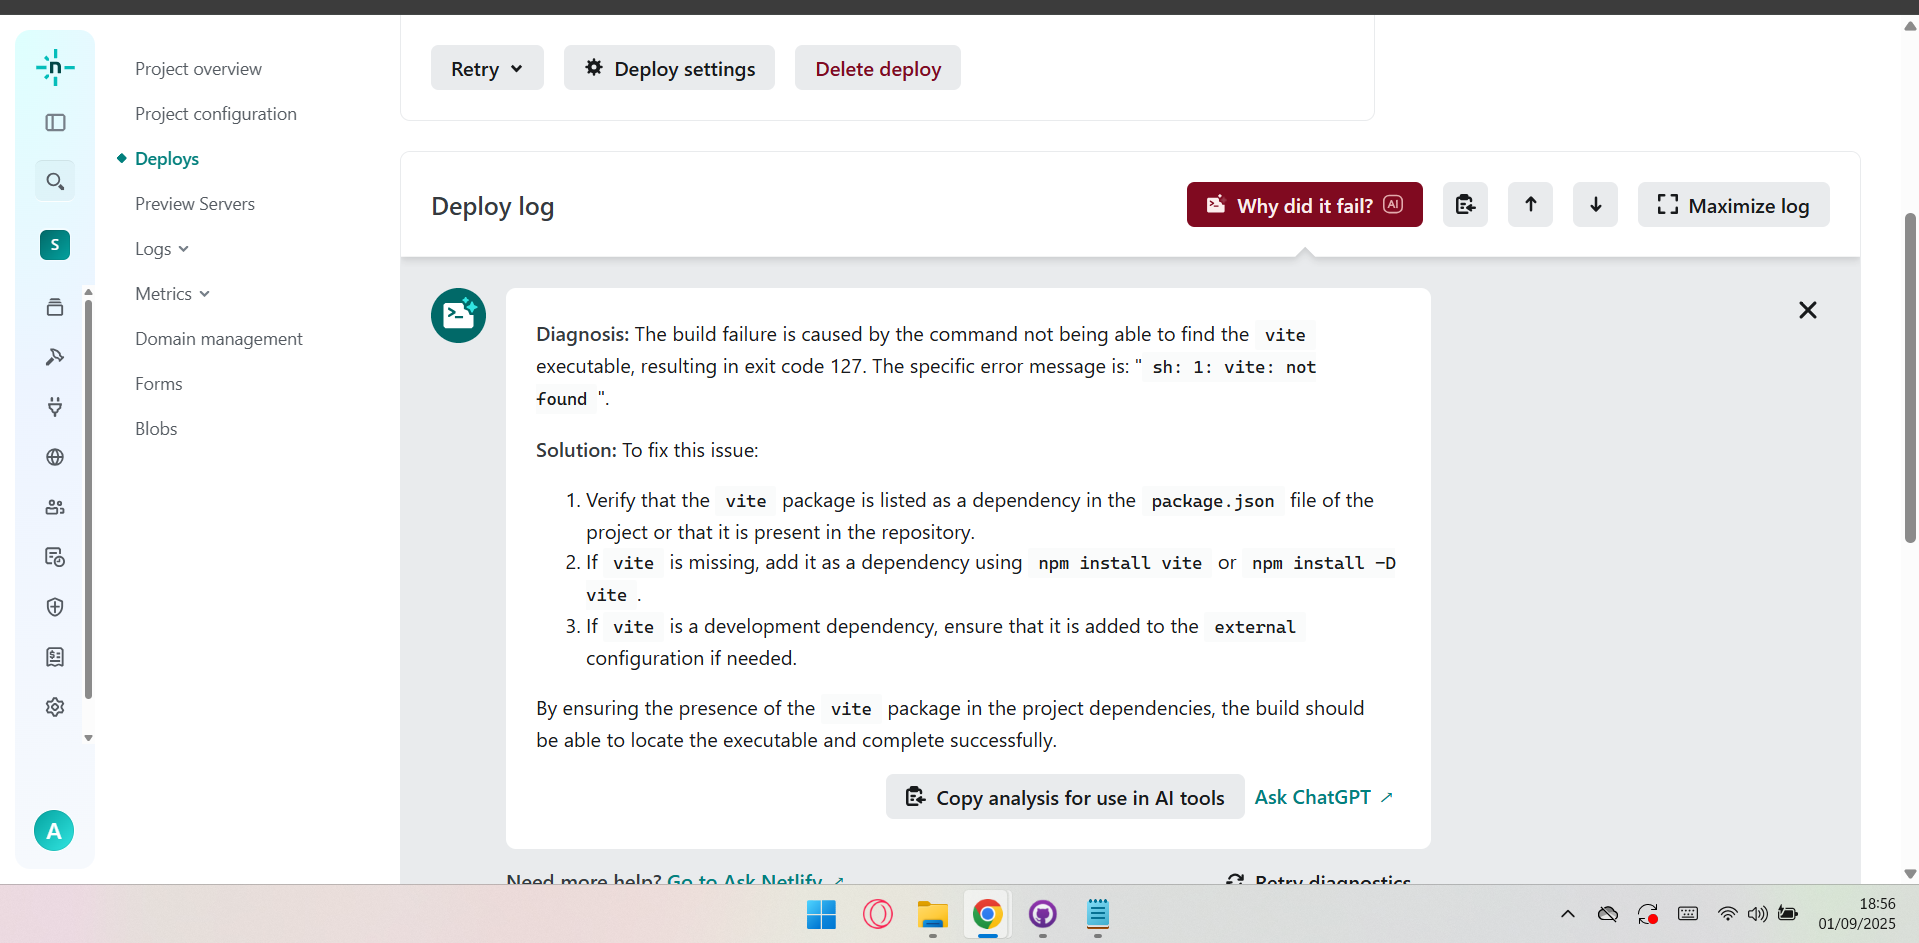 n
Project overview
Project configuration
Deploys
Preview Servers
S
Logs
Metrics
Domain management
Forms
Blobs
A
Retry
Deploy settings
Delete deploy
Deploy log
Why did it fail? AI
Maximize log
Diagnosis: The build failure is caused by the command not being able to find the vite
executable, resulting in exit code 127. The specific error message is: " sh: 1: vite: not
found ".
Solution: To fix this issue:
1. Verify that the vite package is listed as a dependency in the package.json file of the
project or that it is present in the repository.
2. If vite is missing, add it as a dependency using npm install vite or npm install -D
vite .
3. If vite is a development dependency, ensure that it is added to the external
configuration if needed.
By ensuring the presence of the vite package in the project dependencies, the build should
be able to locate the executable and complete successfully.
Copy analysis for use in AI tools
Ask ChatGPT
Need more help? Go to Ask Netlify
Retry diagnostics
18:56
01/09/2025